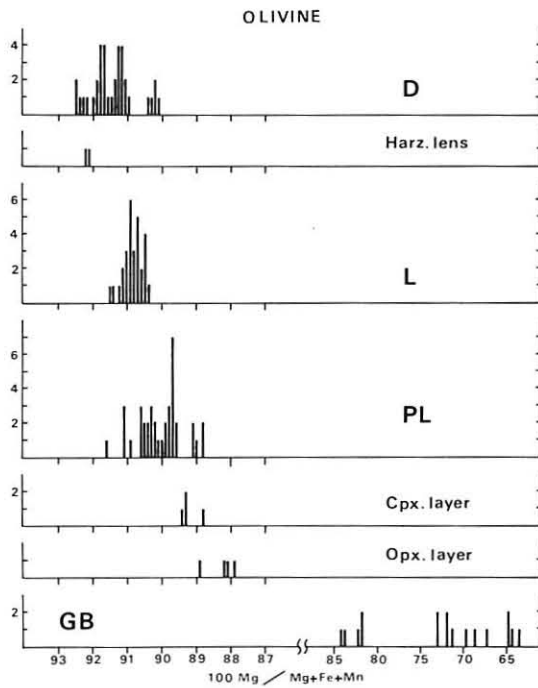 OLIVINE
4
2
D
Harz. lens
6
4
2
L
6
4
2
PL
2
Cpx. layer
Opx. layer
2
GB
93 92 91 90 89 88 87 85 80 75 70 65
100 Mg / Mg+Fe+Mn